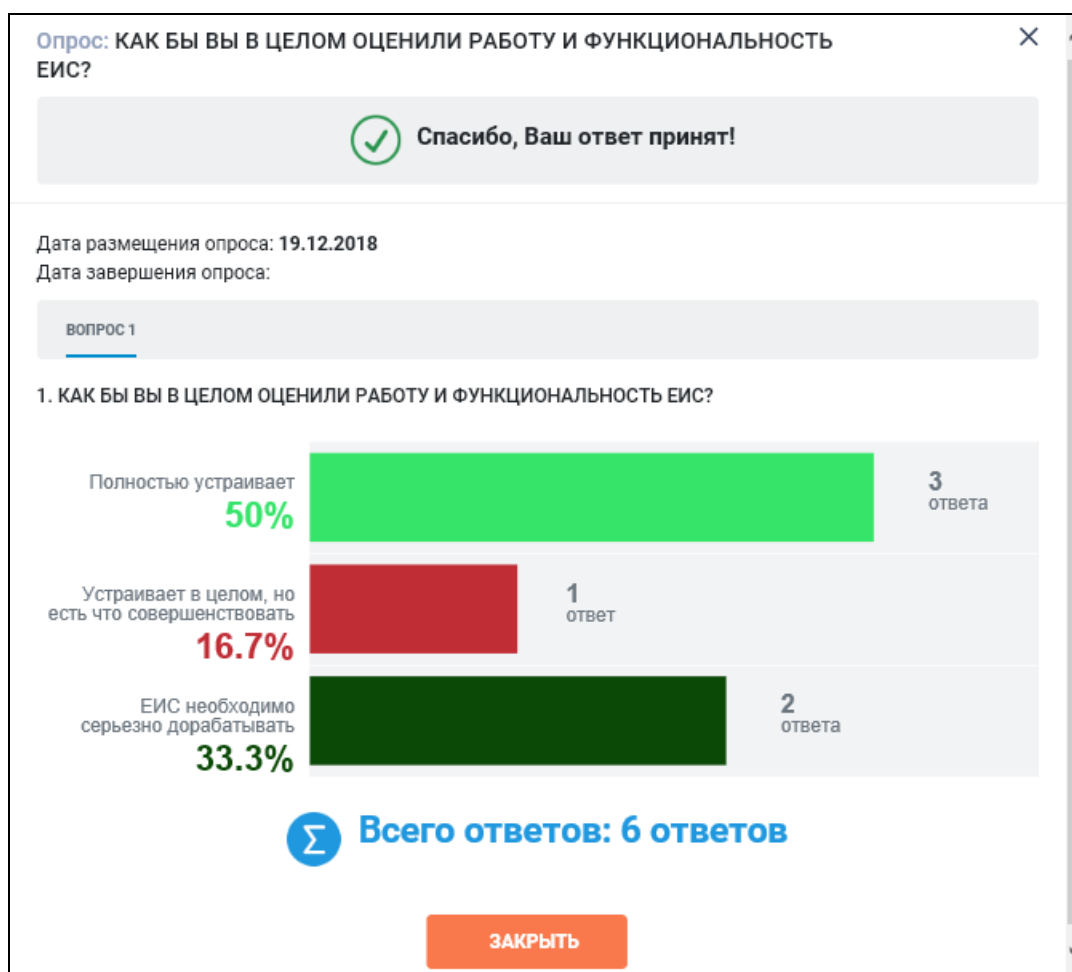 Опрос: КАК БЫ ВЫ В ЦЕЛОМ ОЦЕНИЛИ РАБОТУ И ФУНКЦИОНАЛЬНОСТЬ
ЕИС?
Спасибо, Ваш ответ принят!
Дата размещения опроса: 19.12.2018
Дата завершения опроса:
ВОПРОС 1
1. КАК БЫ ВЫ В ЦЕЛОМ ОЦЕНИЛИ РАБОТУ И ФУНКЦИОНАЛЬНОСТЬ ЕИС?
Полностью устраивает
50%
3
ответа
Устраивает в целом, но
есть что совершенствовать
16.7%
1
ответ
ЕИС необходимо
серьезно дорабатывать
33.3%
2
ответа
Σ Всего ответов: 6 ответов
ЗАКРЫТЬ